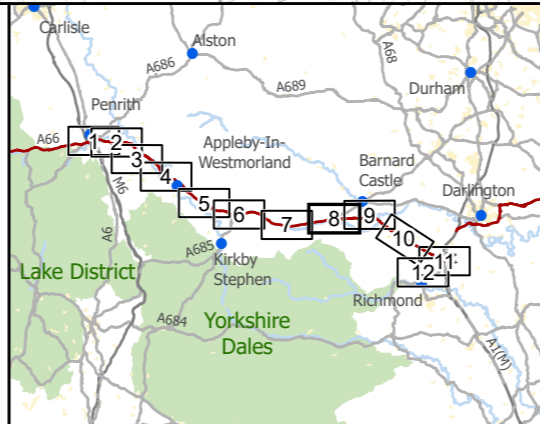 Carlisle
Alston
A68
A686
A689
Durham
Penrith
A66
1
2
3
4
5
6
7
8
9
10
11
12
Appleby-In-
Westmorland
Barnard
Castle
Darlington
M6
A6
A685
Kirkby
Stephen
Lake District
Richmond
A684
Yorkshire
Dales
A1(M)